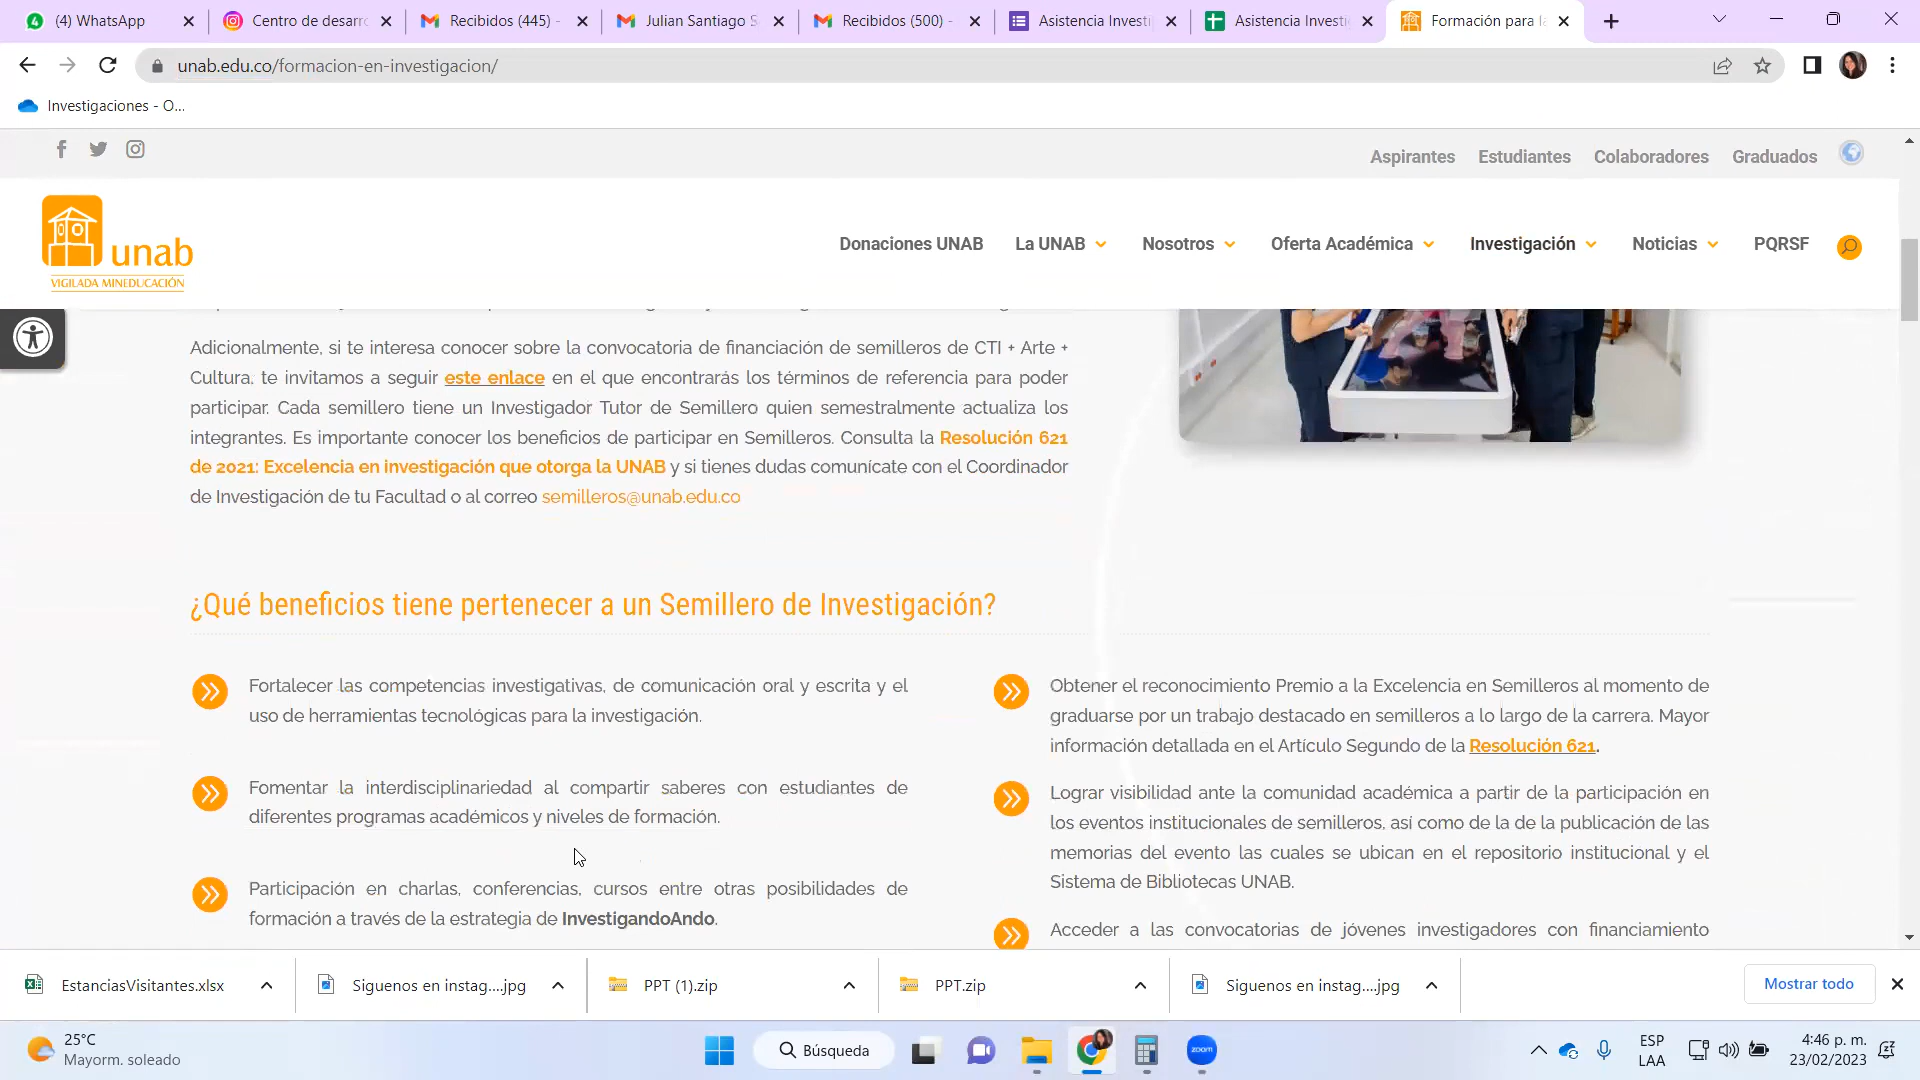 (4) WhatsApp
Centro de desarro
Recibidos (445) -
Julian Santiago S
Recibidos (500) -
Asistencia Investi
Asistencia Investi
Formación para la
unab.edu.co/formacion-en-investigacion/
Investigaciones - O...
Aspirantes Estudiantes Colaboradores Graduados
unab
VIGILADA MINEDUCACIÓN
Donaciones UNAB La UNAB Nosotros Oferta Académica Investigación Noticias PQRSF
Adicionalmente, si te interesa conocer sobre la convocatoria de financiación de semilleros de CTI + Arte +
Cultura, te invitamos a seguir este enlace en el que encontrarás los términos de referencia para poder
participar. Cada semillero tiene un Investigador Tutor de Semillero quien semestralmente actualiza los
integrantes. Es importante conocer los beneficios de participar en Semilleros. Consulta la Resolución 621
de 2021: Excelencia en investigación que otorga la UNAB y si tienes dudas comunícate con el Coordinador
de Investigación de tu Facultad o al correo semilleros@unab.edu.co
¿Qué beneficios tiene pertenecer a un Semillero de Investigación?
Fortalecer las competencias investigativas, de comunicación oral y escrita y el
uso de herramientas tecnológicas para la investigación.
Fomentar la interdisciplinariedad al compartir saberes con estudiantes de
diferentes programas académicos y niveles de formación.
Participación en charlas, conferencias, cursos entre otras posibilidades de
formación a través de la estrategia de InvestigandoAndo.
Obtener el reconocimiento Premio a la Excelencia en Semilleros al momento de
graduarse por un trabajo destacado en semilleros a lo largo de la carrera. Mayor
información detallada en el Artículo Segundo de la Resolución 621.
Lograr visibilidad ante la comunidad académica a partir de la participación en
los eventos institucionales de semilleros, así como de la de la publicación de las
memorias del evento las cuales se ubican en el repositorio institucional y el
Sistema de Bibliotecas UNAB.
Acceder a las convocatorias de jóvenes investigadores con financiamiento
EstanciasVisitantes.xlsx
Siguenos en instag....jpg
PPT (1).zip
PPT.zip
Siguenos en instag....jpg
Mostrar todo
25°C
Mayorm. soleado
Búsqueda
zoom
ESP
LAA
4:46 p. m.
23/02/2023